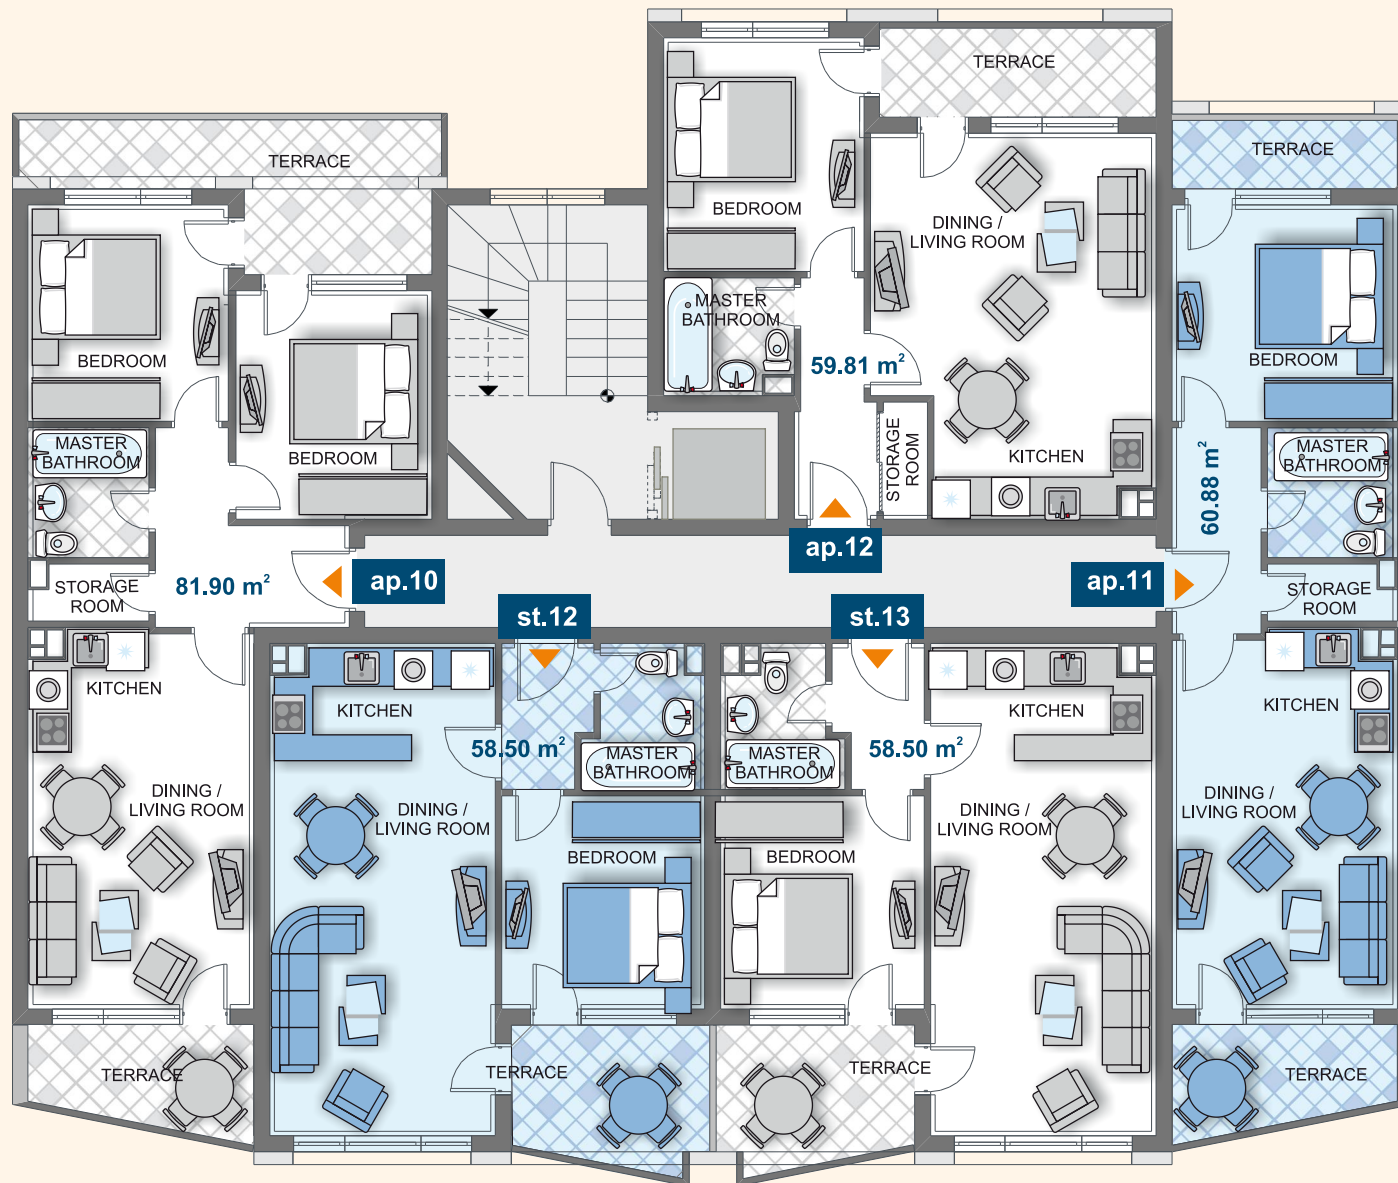 TERRACE
TERRACE
TERRACE
BEDROOM
DINING /
LIVING ROOM
MASTER
BATHROOM
BEDROOM
BEDROOM
59.81 m²
BEDROOM
MASTER
BATHROOM
KITCHEN
STORAGE
ROOM
60.88 m²
MASTER
BATHROOM
ap.12
STORAGE
ROOM
81.90 m²
ap.10
ap.11
STORAGE
ROOM
st.12
st.13
KITCHEN
KITCHEN
KITCHEN
KITCHEN
58.50 m²
MASTER
BATHROOM
MASTER
BATHROOM
58.50 m²
DINING /
LIVING ROOM
DINING /
LIVING ROOM
DINING /
LIVING ROOM
DINING /
LIVING ROOM
BEDROOM
BEDROOM
TERRACE
TERRACE
TERRACE
TERRACE